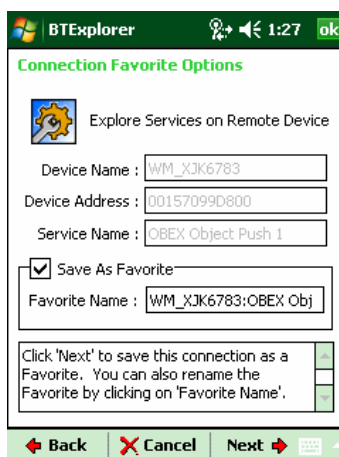 BTExplorer 1:27 ok
Connection Favorite Options
Explore Services on Remote Device
Device Name : WM_XJK6783
Device Address : 00157099D800
Service Name : OBEX Object Push 1
Save As Favorite
Favorite Name : WM_XJK6783:OBEX Obj
Click 'Next' to save this connection as a
Favorite. You can also rename the
Favorite by clicking on 'Favorite Name'.
Back Cancel Next